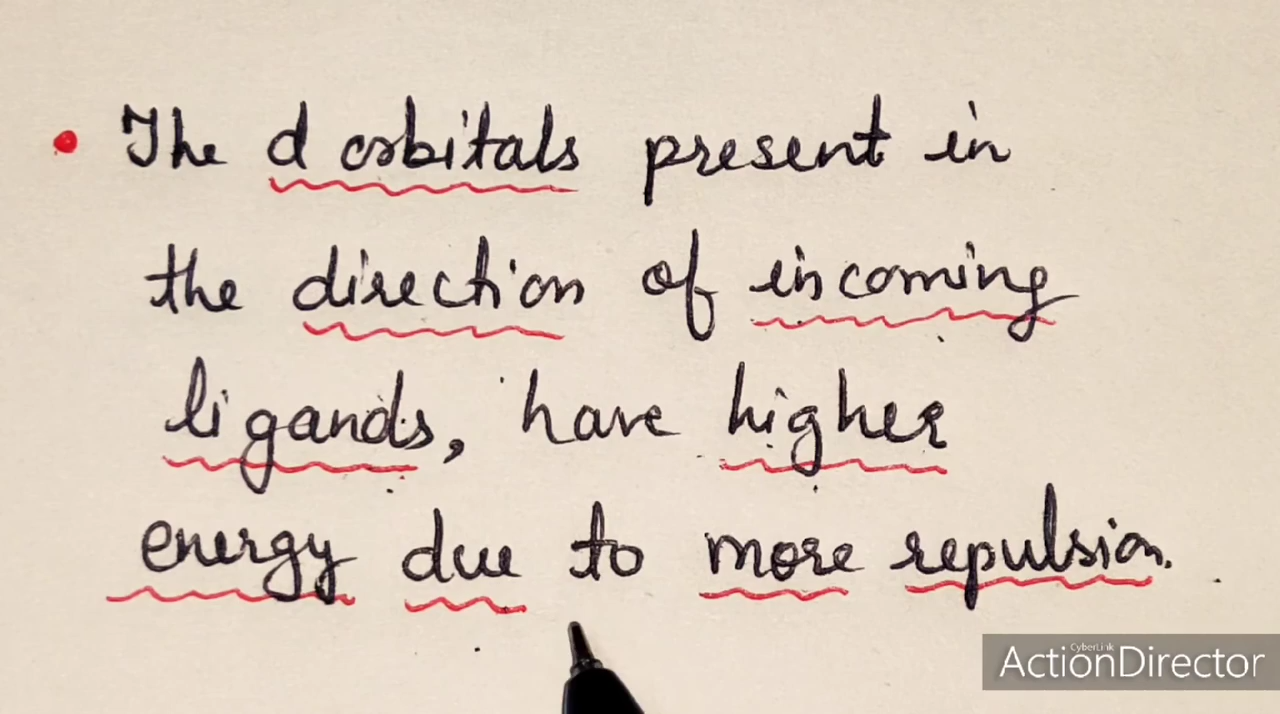 • The d orbitals present in
the direction of incoming
ligands, have higher
energy due to more repulsion.
CyberLink
ActionDirector